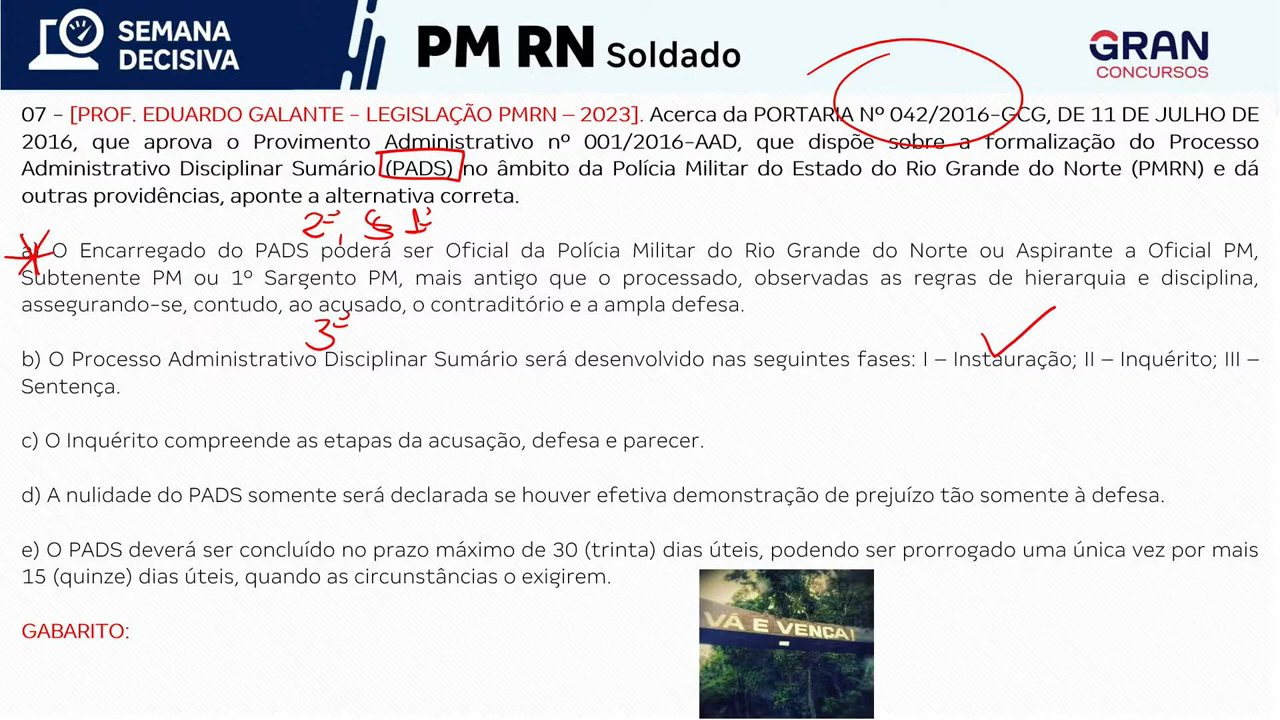 SEMANA
DECISIVA
PM RN Soldado
GRAN
CONCURSOS
07 - [PROF. EDUARDO GALANTE - LEGISLAÇÃO PMRN – 2023]. Acerca da PORTARIA Nº 042/2016-GCG, DE 11 DE JULHO DE
2016, que aprova o Provimento Administrativo nº 001/2016-AAD, que dispõe sobre a formalização do Processo
Administrativo Disciplinar Sumário (PADS) no âmbito da Polícia Militar do Estado do Rio Grande do Norte (PMRN) e dá
outras providências, aponte a alternativa correta.
2º, 1º
a) O Encarregado do PADS poderá ser Oficial da Polícia Militar do Rio Grande do Norte ou Aspirante a Oficial PM,
Subtenente PM ou 1º Sargento PM, mais antigo que o processado, observadas as regras de hierarquia e disciplina,
assegurando-se, contudo, ao acusado, o contraditório e a ampla defesa.
3º
b) O Processo Administrativo Disciplinar Sumário será desenvolvido nas seguintes fases: I – Instauração; II – Inquérito; III –
Sentença.
c) O Inquérito compreende as etapas da acusação, defesa e parecer.
d) A nulidade do PADS somente será declarada se houver efetiva demonstração de prejuízo tão somente à defesa.
e) O PADS deverá ser concluído no prazo máximo de 30 (trinta) dias úteis, podendo ser prorrogado uma única vez por mais
15 (quinze) dias úteis, quando as circunstâncias o exigirem.
GABARITO:
VÁ E VENÇA!